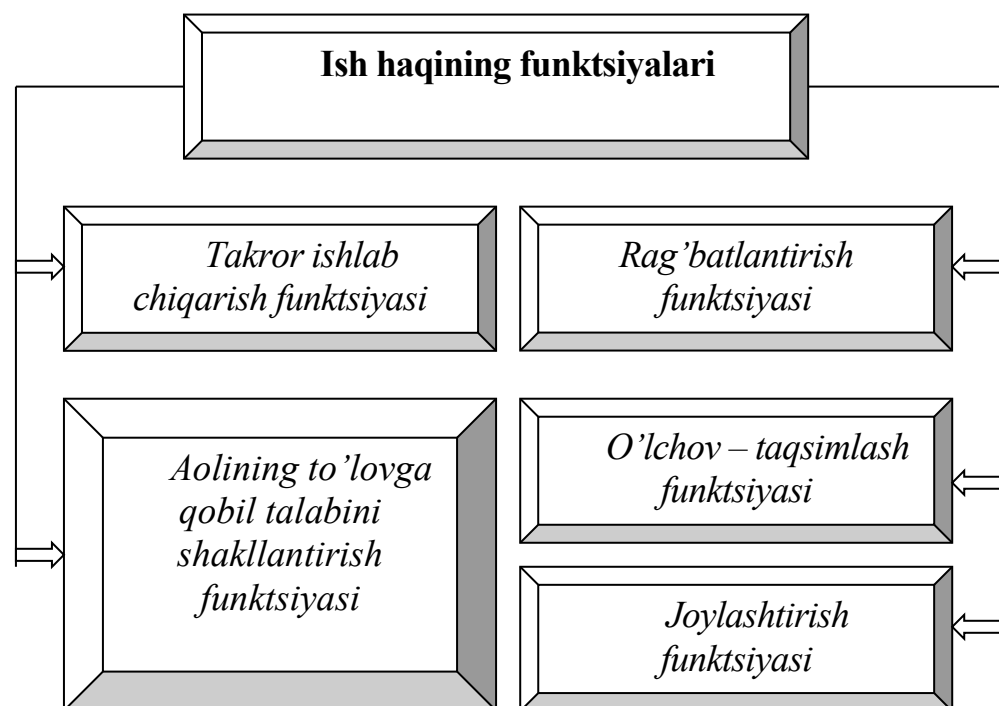 Ish haqining funktsiyalari
Takror ishlab
chiqarish funktsiyasi
Rag’batlantirish
funktsiyasi
Aolining to’lovga
qobil talabini
shakllantirish
funktsiyasi
O’lchov – taqsimlash
funktsiyasi
Joylashtirish
funktsiyasi